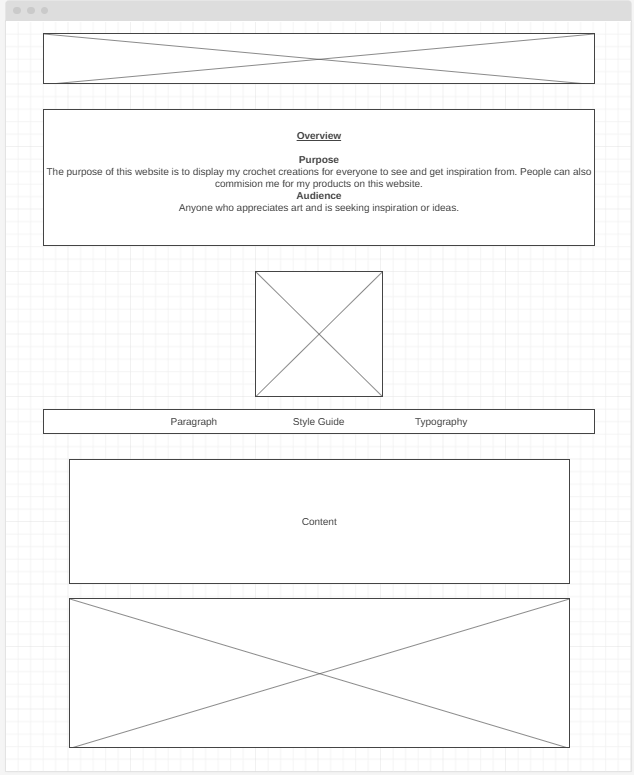 Overview
Purpose
The purpose of this website is to display my crochet creations for everyone to see and get inspiration from. People can also
commision me for my products on this website.
Audience
Anyone who appreciates art and is seeking inspiration or ideas.
Paragraph Style Guide Typography
Content